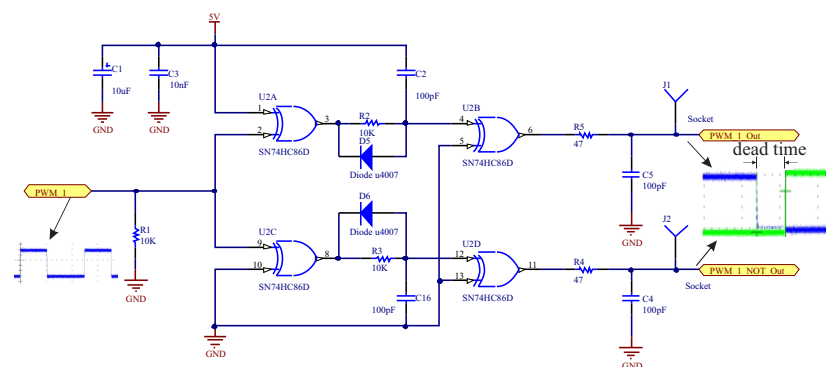 5V
C1
10uF
GND
C3
10nF
GND
C2
100pF
U2A
1
2
3
SN74HC86D
R2
10K
D5
Diode u4007
U2B
4
5
6
SN74HC86D
R5
47
J1
Socket
PWM_1_Out
dead time
C5
100pF
GND
PWM_1
R1
10K
GND
U2C
9
10
8
SN74HC86D
D6
Diode u4007
R3
10K
C16
100pF
GND
U2D
12
13
11
SN74HC86D
R4
47
J2
Socket
PWM_1_NOT_Out
C4
100pF
GND